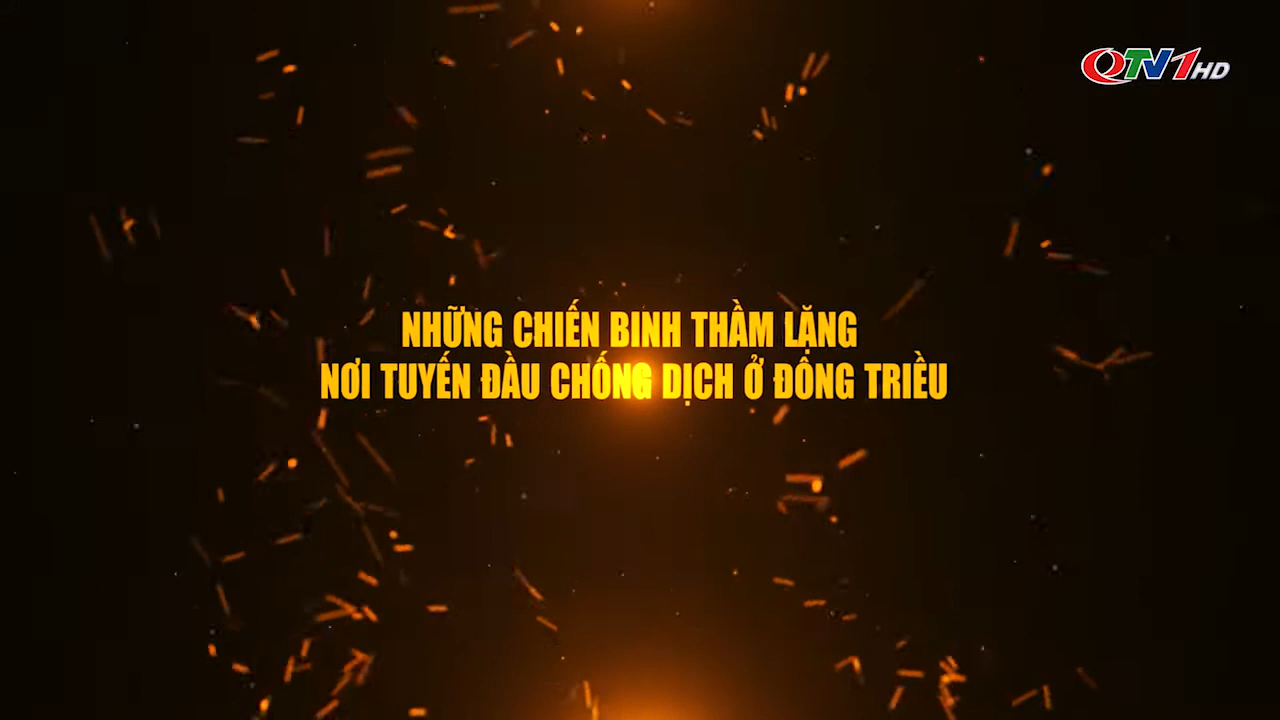 QTV1HD
NHỮNG CHIẾN BINH THẦM LẶNG
NƠI TUYẾN ĐẦU CHỐNG DỊCH Ở ĐÔNG TRIỀU